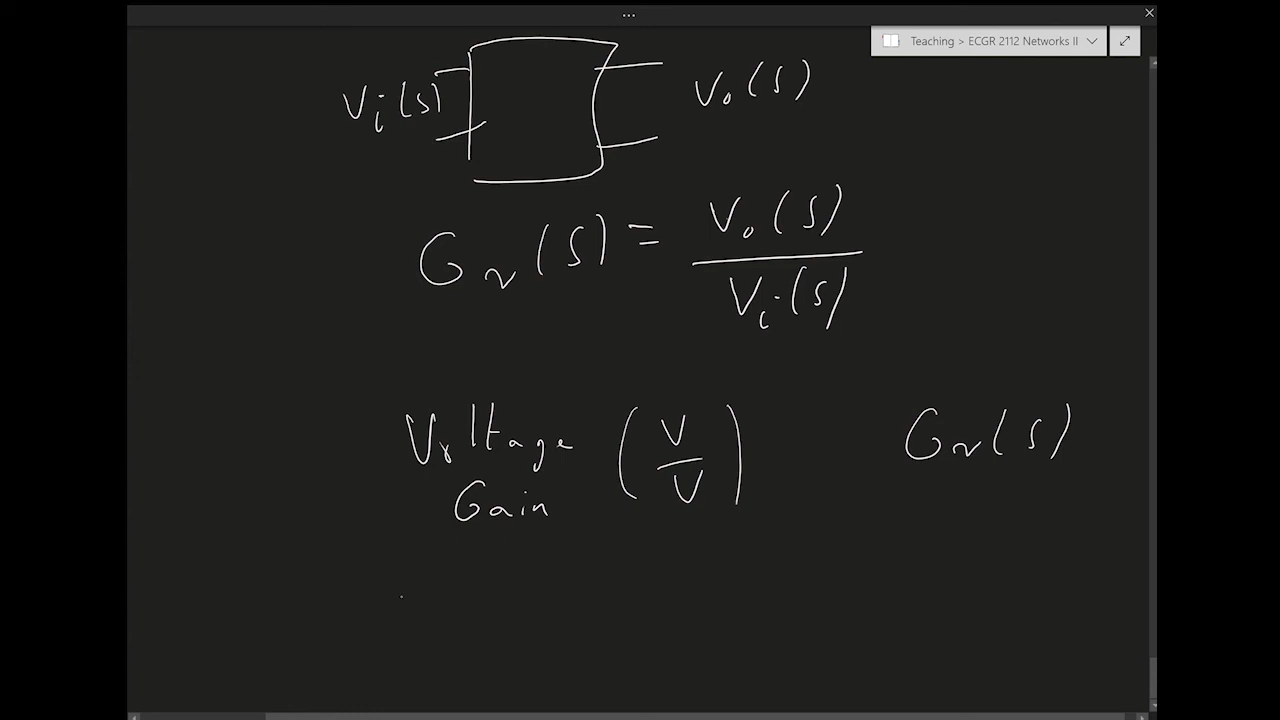 ...
Teaching > ECGR 2112 Networks II
Vi(s)
Vo(s)
Gv(s) = Vo(s) / Vi(s)
Voltage Gain (V/V)
Gv(s)